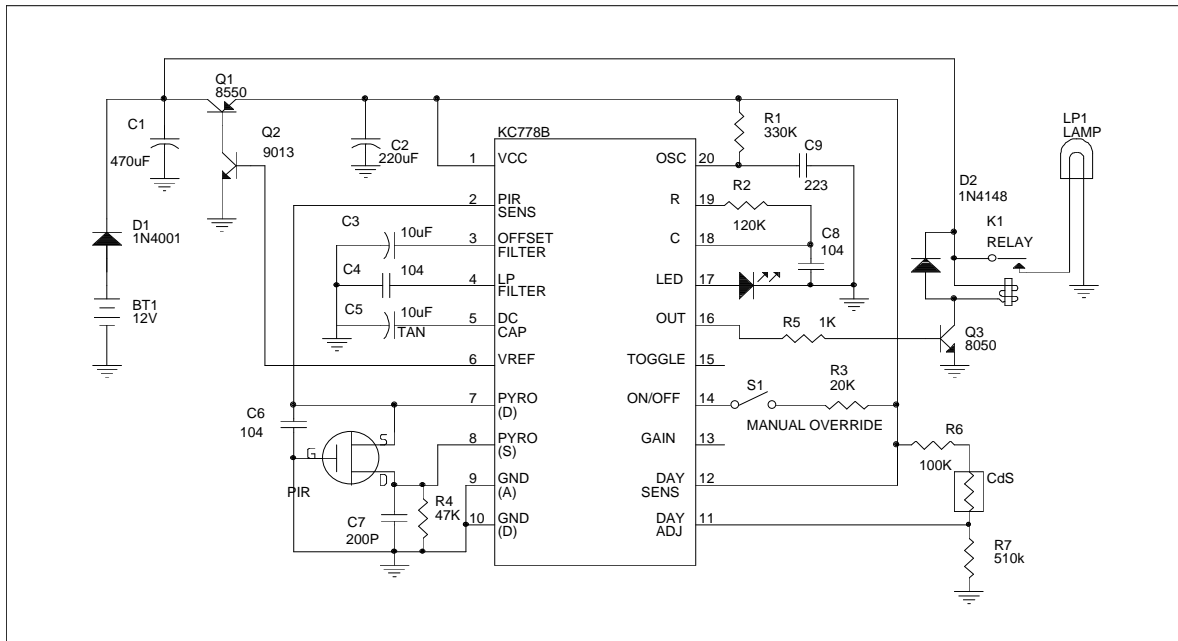 Q1
8550
C1
470uF
Q2
9013
C2
220uF
D1
1N4001
BT1
12V
KC778B
1
VCC
2
PIR
SENS
3
OFFSET
FILTER
4
LP
FILTER
5
DC
CAP
6
VREF
7
PYRO
(D)
8
PYRO
(S)
9
GND
(A)
10
GND
(D)
OSC
20
R
19
C
18
LED
17
OUT
16
TOGGLE
15
ON/OFF
14
GAIN
13
DAY
SENS
12
DAY
ADJ
11
C3
10uF
C4
104
C5
10uF
TAN
C6
104
G
S
D
PIR
C7
200P
R4
47K
R1
330K
C9
223
R2
120K
C8
104
R5
1K
S1
R3
20K
MANUAL OVERRIDE
R6
100K
CdS
R7
510k
D2
1N4148
K1
RELAY
Q3
8050
LP1
LAMP